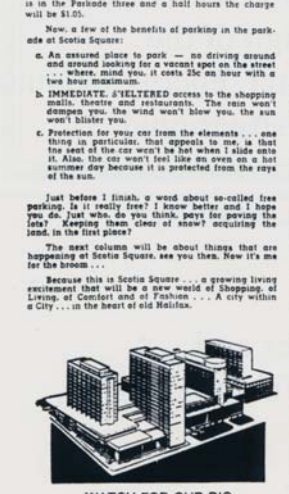 is in the Parkade three and a half hours the charge
will be $1.05.
Now, a few of the benefits of parking in the park-
ade at Scotia Square:
a. An assured place to park — no driving around
and around looking for a vacant spot on the street
. . . where, mind you, it costs 25c an hour with a
two hour maximum.
b. IMMEDIATE, SHELTERED access to the shopping
malls, theatre and restaurants. The rain won't
dampen you, the wind won't blow you, the sun
won't blister you.
c. Protection for your car from the elements . . . one
thing in particular, that appeals to me, is that
the seat of the car won't be hot when I slide onto
it. Also, the car won't feel like an oven on a hot
summer day because it is protected from the rays
of the sun.
Just before I finish, a word about so-called free
parking. Is it really free? I know better and I hope
you do. Just who, do you think, pays for paving the
lots? Keeping them clear of snow? acquiring the
land, in the first place?
The next column will be about things that are
happening at Scotia Square, see you then. Now it's me
for the broom . . .
Because this is Scotia Square . . . a growing living
excitement that will be a new world of Shopping, of
Living, of Comfort and of Fashion . . . A city within
a City . . . in the heart of old Halifax.
WATCH FOR OUR BIG